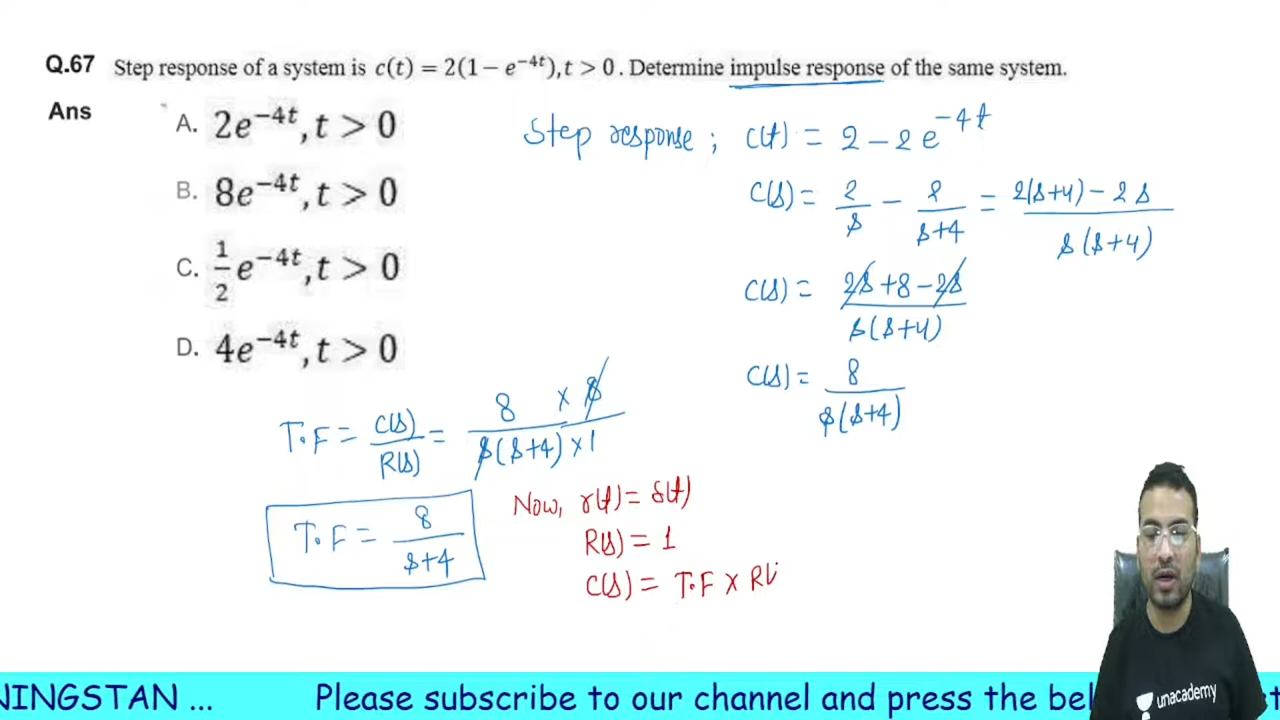 Q.67 Step response of a system is c(t) = 2(1 − e^{−4t}), t > 0. Determine impulse response of the same system.
Ans
A. 2e^{−4t}, t > 0
B. 8e^{−4t}, t > 0
C. 1/2 e^{−4t}, t > 0
D. 4e^{−4t}, t > 0
Step response ; c(t) = 2 − 2e^{−4t}
C(s) = 2/s − 2/(s+4) = (2(s+4) − 2s)/(s(s+4))
C(s) = (2s + 8 − 2s)/(s(s+4))
C(s) = 8/(s(s+4))
T.F = C(s)/R(s) = (8 × s)/(s(s+4) × 1)
T.F = 8/(s+4)
Now, r(t) = δ(t)
R(s) = 1
C(s) = T.F × R(
unacademy
NINGSTAN ... Please subscribe to our channel and press the bel